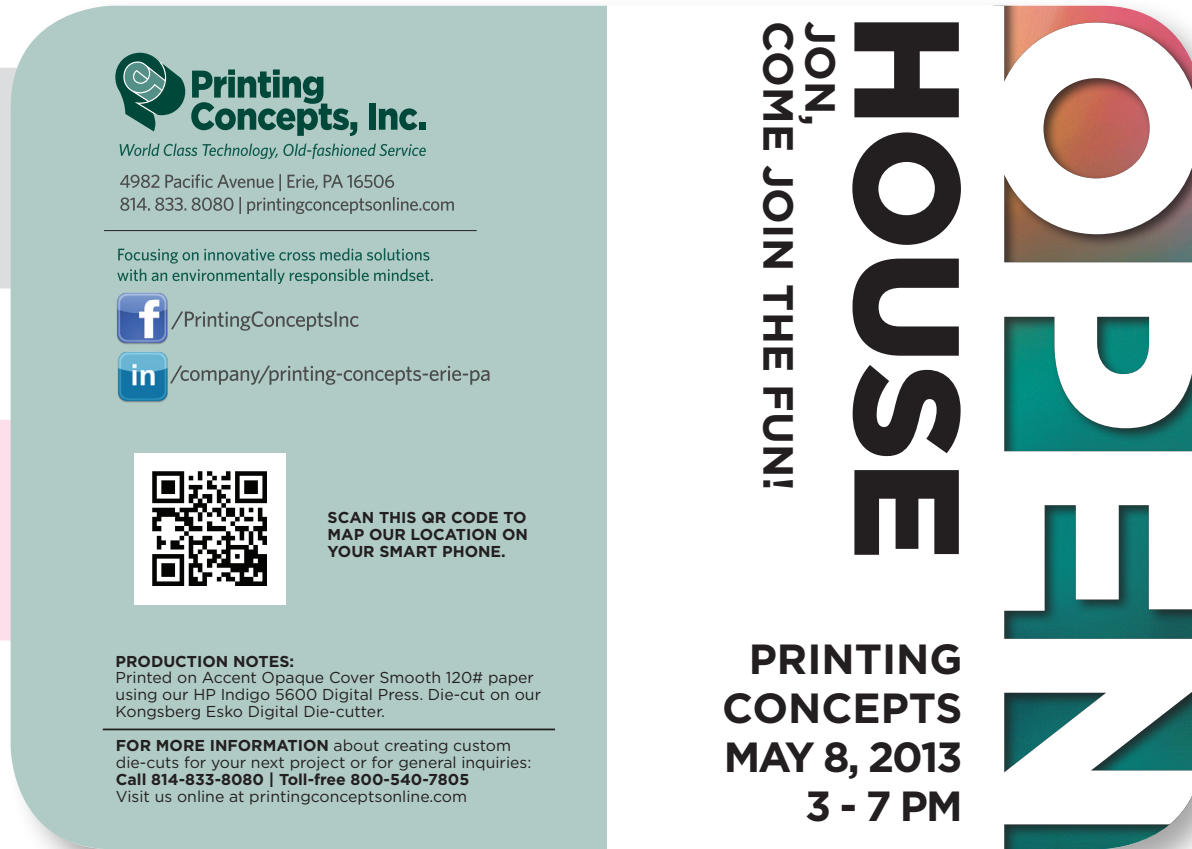 Printing
Concepts, Inc.
World Class Technology, Old-fashioned Service
4982 Pacific Avenue | Erie, PA 16506
814. 833. 8080 | printingconceptsonline.com
Focusing on innovative cross media solutions
with an environmentally responsible mindset.
f /PrintingConceptsInc
in /company/printing-concepts-erie-pa
SCAN THIS QR CODE TO
MAP OUR LOCATION ON
YOUR SMART PHONE.
PRODUCTION NOTES:
Printed on Accent Opaque Cover Smooth 120# paper
using our HP Indigo 5600 Digital Press. Die-cut on our
Kongsberg Esko Digital Die-cutter.
FOR MORE INFORMATION about creating custom
die-cuts for your next project or for general inquiries:
Call 814-833-8080 | Toll-free 800-540-7805
Visit us online at printingconceptsonline.com
OPEN
HOUSE
JON,
COME JOIN THE FUN!
PRINTING
CONCEPTS
MAY 8, 2013
3 - 7 PM